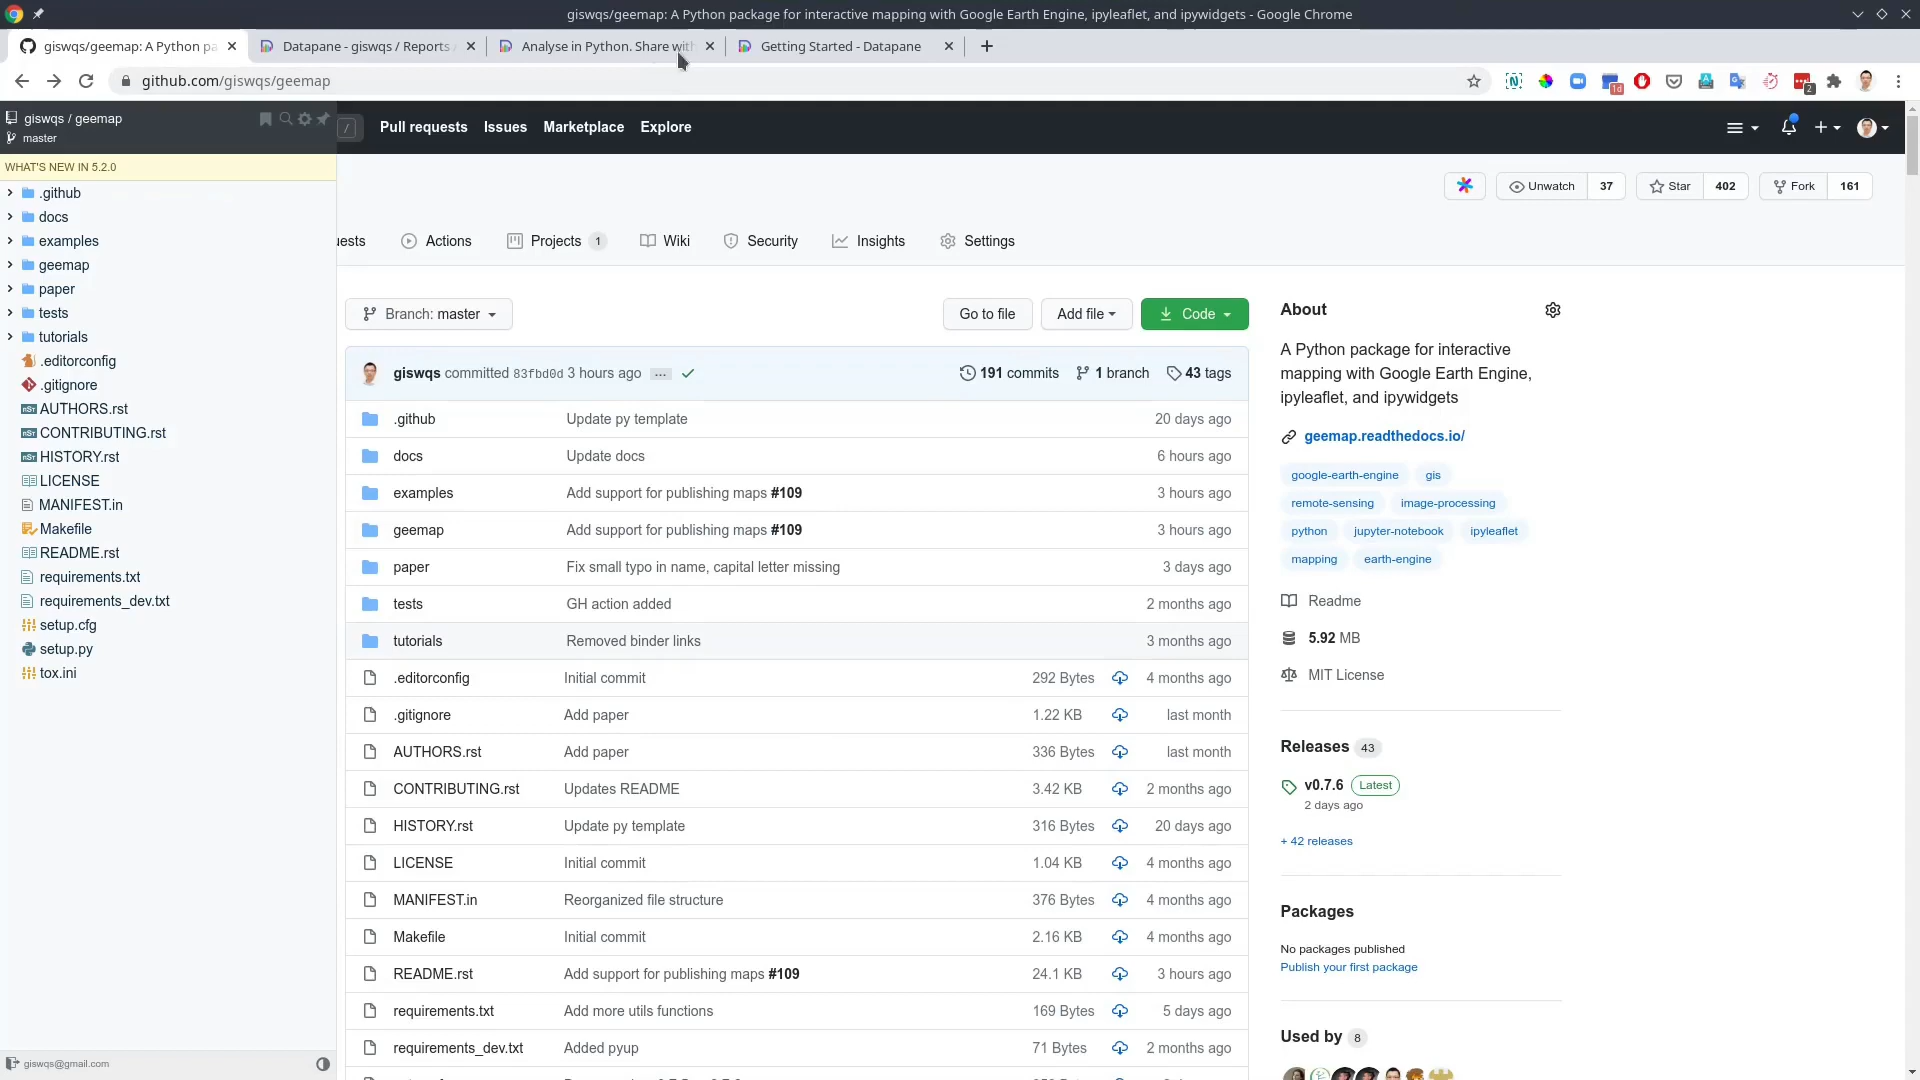 giswqs/geemap: A Python package for interactive mapping with Google Earth Engine, ipyleaflet, and ipywidgets - Google Chrome
giswqs/geemap: A Python pa
Datapane - giswqs / Reports
Analyse in Python. Share with
Getting Started - Datapane
github.com/giswqs/geemap
1d
2
giswqs / geemap
master
/
Pull requests
Issues
Marketplace
Explore
WHAT'S NEW IN 5.2.0
.github
docs
examples
geemap
paper
tests
tutorials
.editorconfig
.gitignore
AUTHORS.rst
CONTRIBUTING.rst
HISTORY.rst
LICENSE
MANIFEST.in
Makefile
README.rst
requirements.txt
requirements_dev.txt
setup.cfg
setup.py
tox.ini
giswqs@gmail.com
Unwatch 37
Star 402
Fork 161
uests
Actions
Projects 1
Wiki
Security
Insights
Settings
Branch: master
Go to file
Add file
Code
giswqs committed 83fbd0d 3 hours ago ...
191 commits
1 branch
43 tags
.github Update py template 20 days ago
docs Update docs 6 hours ago
examples Add support for publishing maps #109 3 hours ago
geemap Add support for publishing maps #109 3 hours ago
paper Fix small typo in name, capital letter missing 3 days ago
tests GH action added 2 months ago
tutorials Removed binder links 3 months ago
.editorconfig Initial commit 292 Bytes 4 months ago
.gitignore Add paper 1.22 KB last month
AUTHORS.rst Add paper 336 Bytes last month
CONTRIBUTING.rst Updates README 3.42 KB 2 months ago
HISTORY.rst Update py template 316 Bytes 20 days ago
LICENSE Initial commit 1.04 KB 4 months ago
MANIFEST.in Reorganized file structure 376 Bytes 4 months ago
Makefile Initial commit 2.16 KB 4 months ago
README.rst Add support for publishing maps #109 24.1 KB 3 hours ago
requirements.txt Add more utils functions 169 Bytes 5 days ago
requirements_dev.txt Added pyup 71 Bytes 2 months ago
About
A Python package for interactive
mapping with Google Earth Engine,
ipyleaflet, and ipywidgets
geemap.readthedocs.io/
google-earth-engine gis
remote-sensing image-processing
python jupyter-notebook ipyleaflet
mapping earth-engine
Readme
5.92 MB
MIT License
Releases 43
v0.7.6 Latest
2 days ago
+ 42 releases
Packages
No packages published
Publish your first package
Used by 8